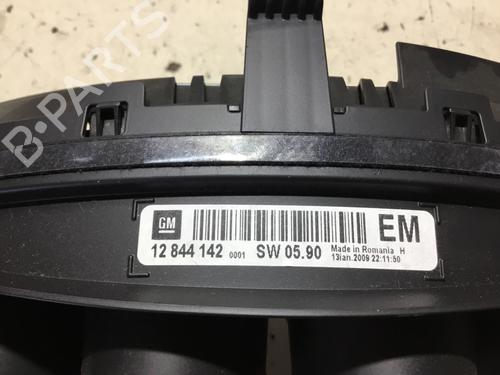 B-PARTS
GM
EM
12 844 142 0001 SW 05.90
Made in Romania H
13ian.2009 22:11:50